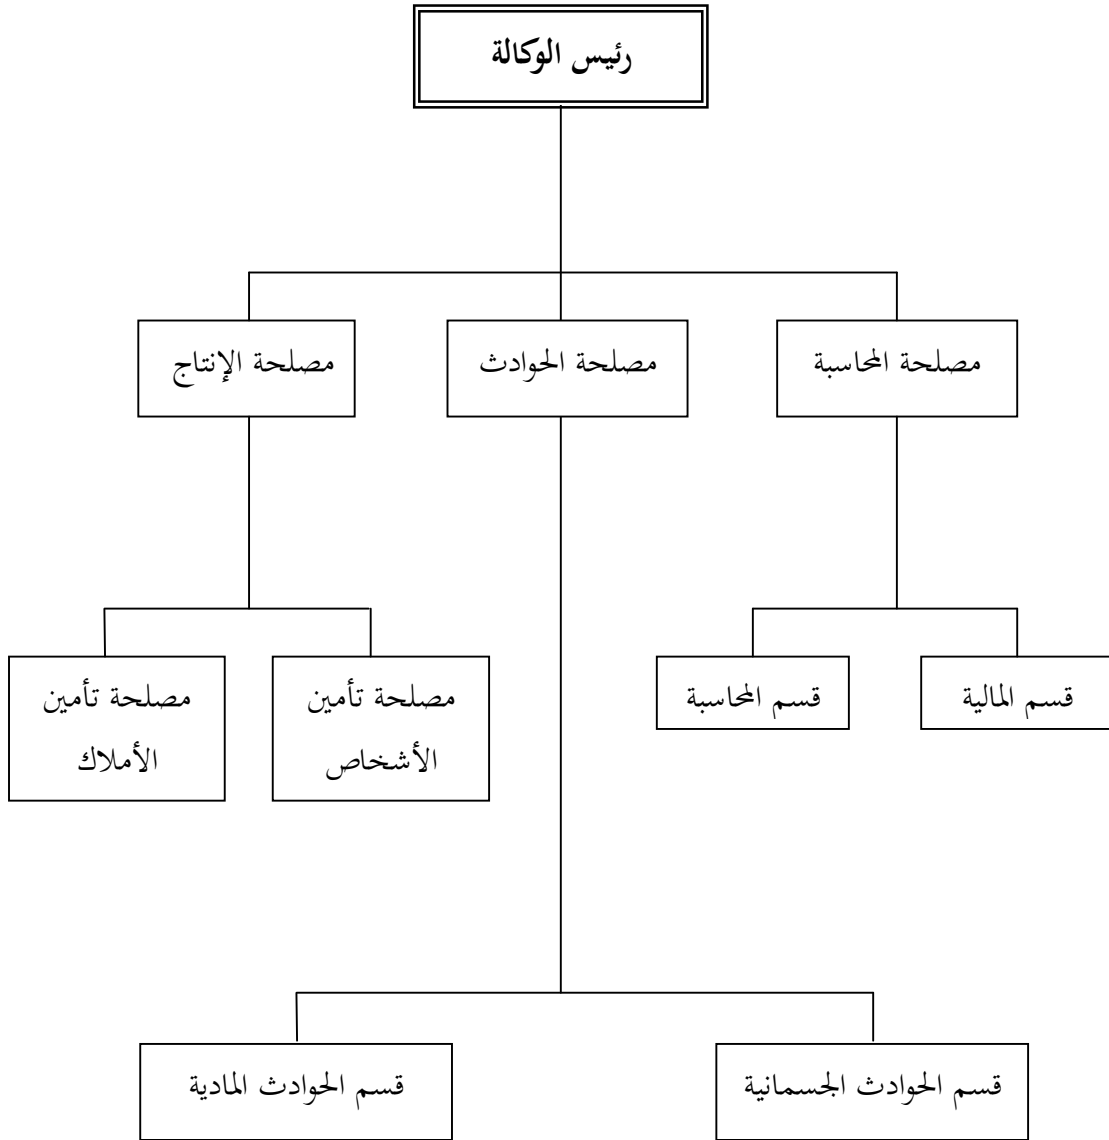 رئيس الوكالة
مصلحة المحاسبة
مصلحة الحوادث
مصلحة الإنتاج
قسم المالية
قسم المحاسبة
مصلحة تأمين
الأشخاص
مصلحة تأمين
الأملاك
قسم الحوادث الجسمانية
قسم الحوادث المادية